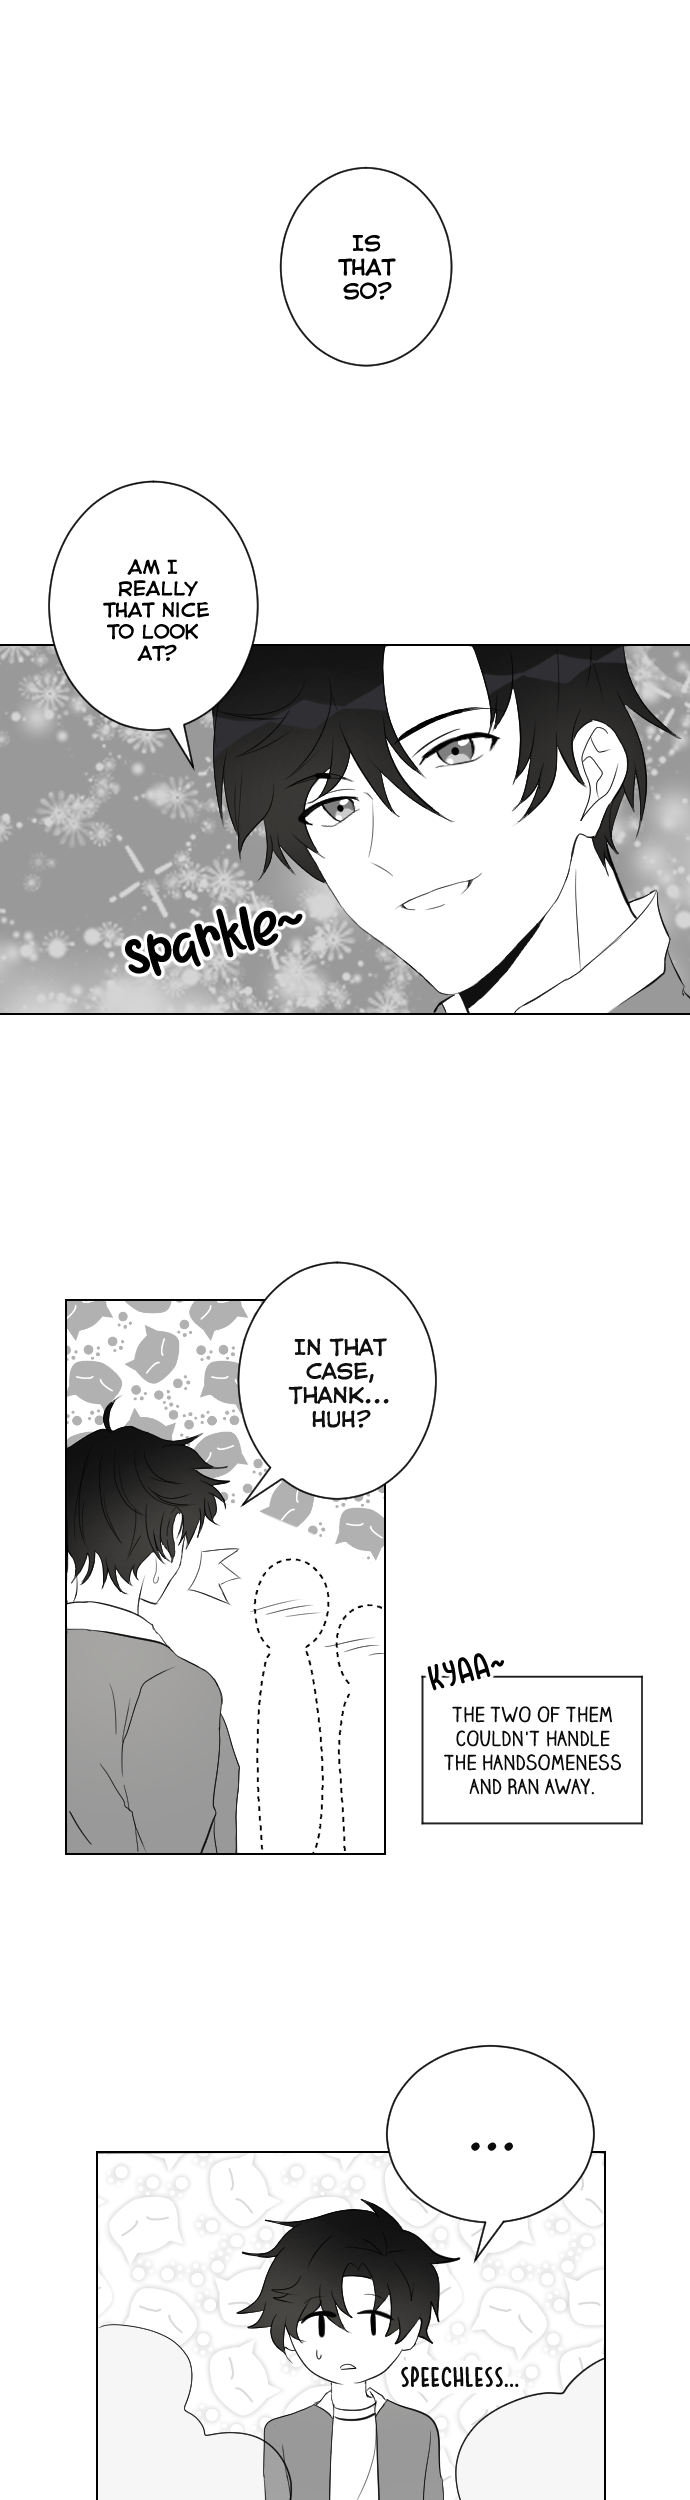 IS
THAT
SO?
AM I
REALLY
THAT NICE
TO LOOK
AT?
sparkle~
IN THAT
CASE,
THANK...
HUH?
KYAA~
THE TWO OF THEM
COULDN'T HANDLE
THE HANDSOMENESS
AND RAN AWAY.
...
SPEECHLESS...